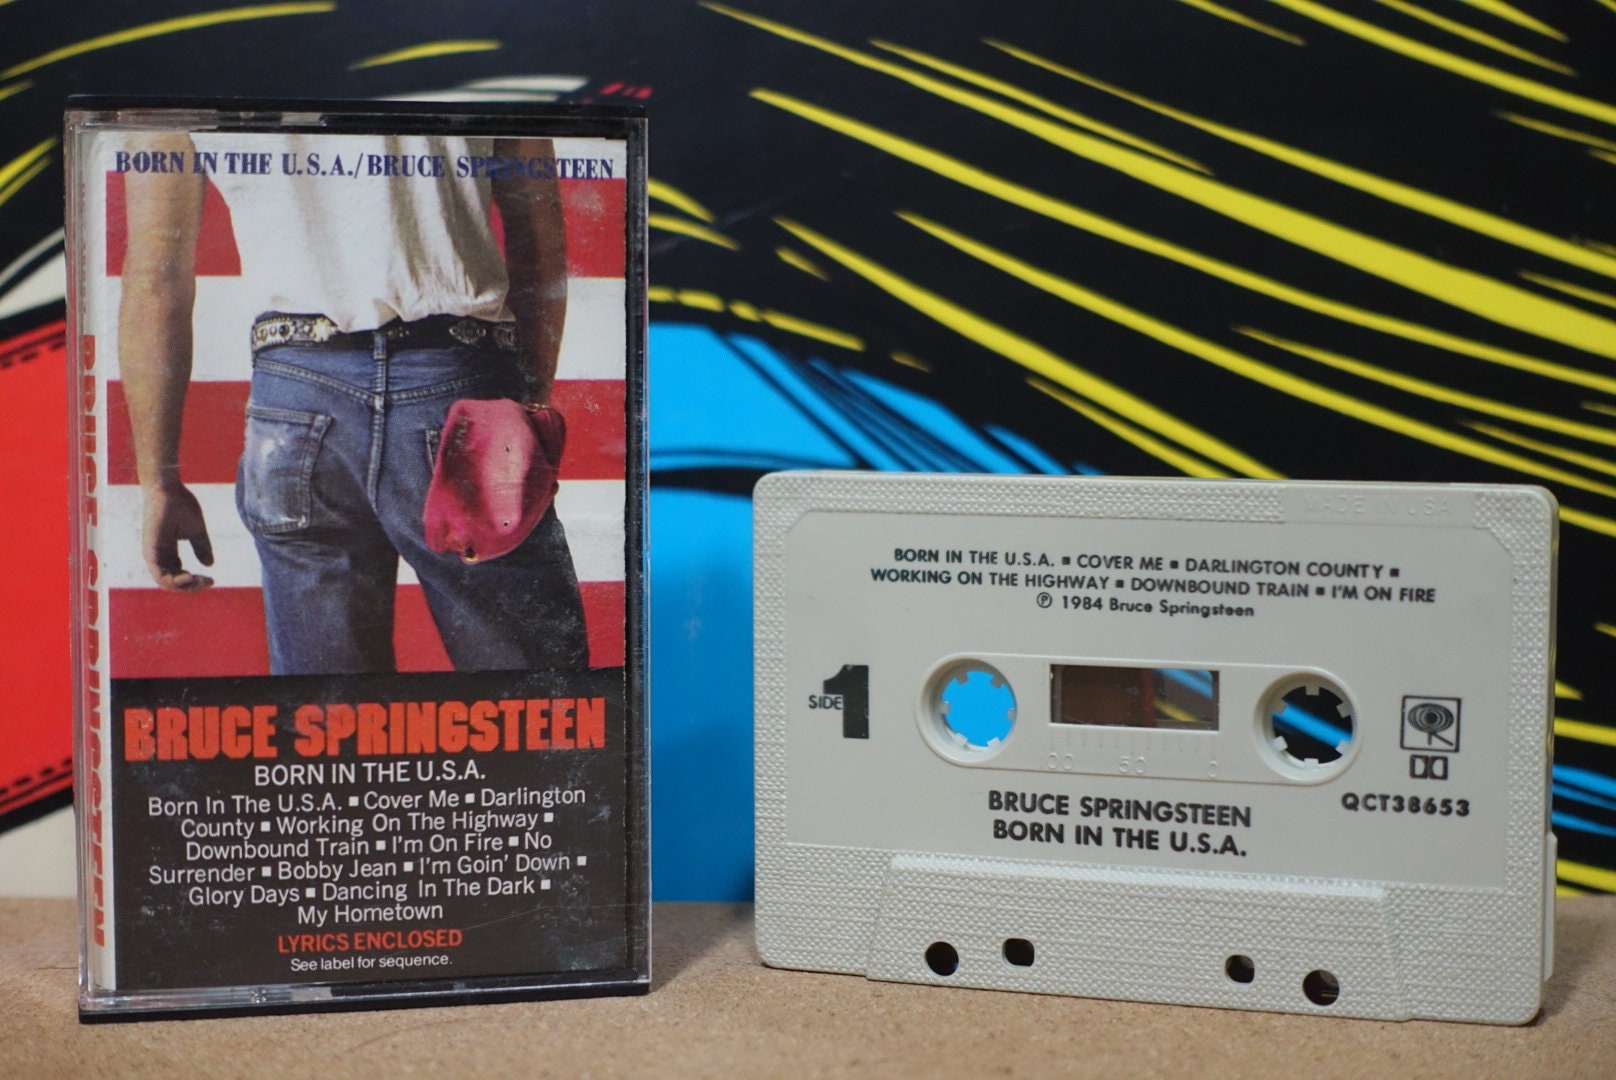 BORN IN THE U.S.A./BRUCE SPRINGSTEEN
BRUCE SPRINGSTEEN
BRUCE SPRINGSTEEN
BORN IN THE U.S.A.
Born In The U.S.A. ■ Cover Me ■ Darlington
County ■ Working On The Highway ■
Downbound Train ■ I'm On Fire ■ No
Surrender ■ Bobby Jean ■ I'm Goin' Down ■
Glory Days ■ Dancing In The Dark ■
My Hometown
LYRICS ENCLOSED
See label for sequence.
MADE IN USA
BORN IN THE U.S.A. ■ COVER ME ■ DARLINGTON COUNTY ■
WORKING ON THE HIGHWAY ■ DOWNBOUND TRAIN ■ I'M ON FIRE
℗ 1984 Bruce Springsteen
SIDE 1
100 50 0
QCT38653
BRUCE SPRINGSTEEN
BORN IN THE U.S.A.